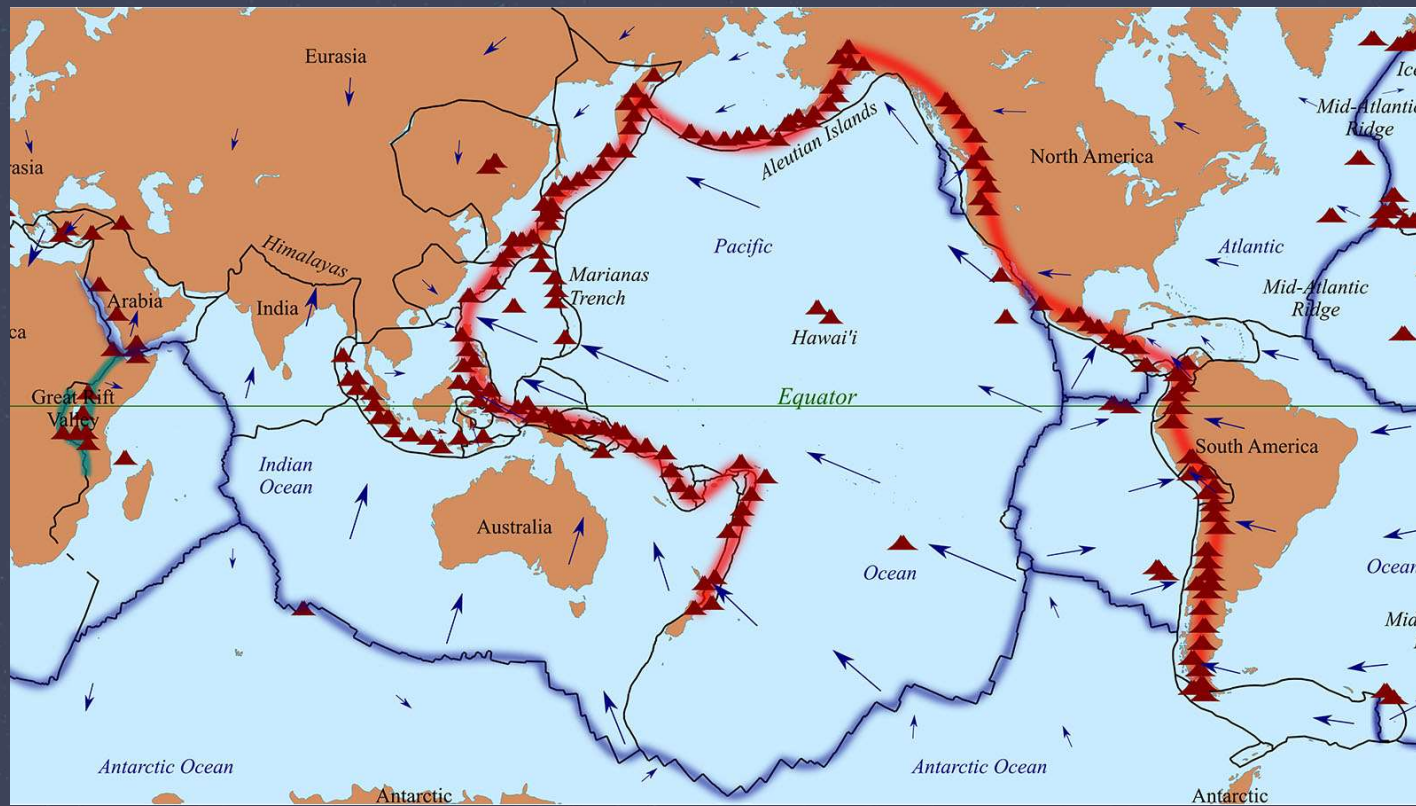 Eurasia
Ice
Mid-Atlantic
Ridge
Aleutian Islands
North America
rasia
Himalayas
Pacific
Atlantic
Marianas
Trench
Arabia
India
Mid-Atlantic
Ridge
ca
Hawai'i
Great Rift
Valley
Equator
South America
Indian
Ocean
Australia
Ocean
Ocean
Mid
Antarctic Ocean
Antarctic Ocean
Antarctic
Antarctic